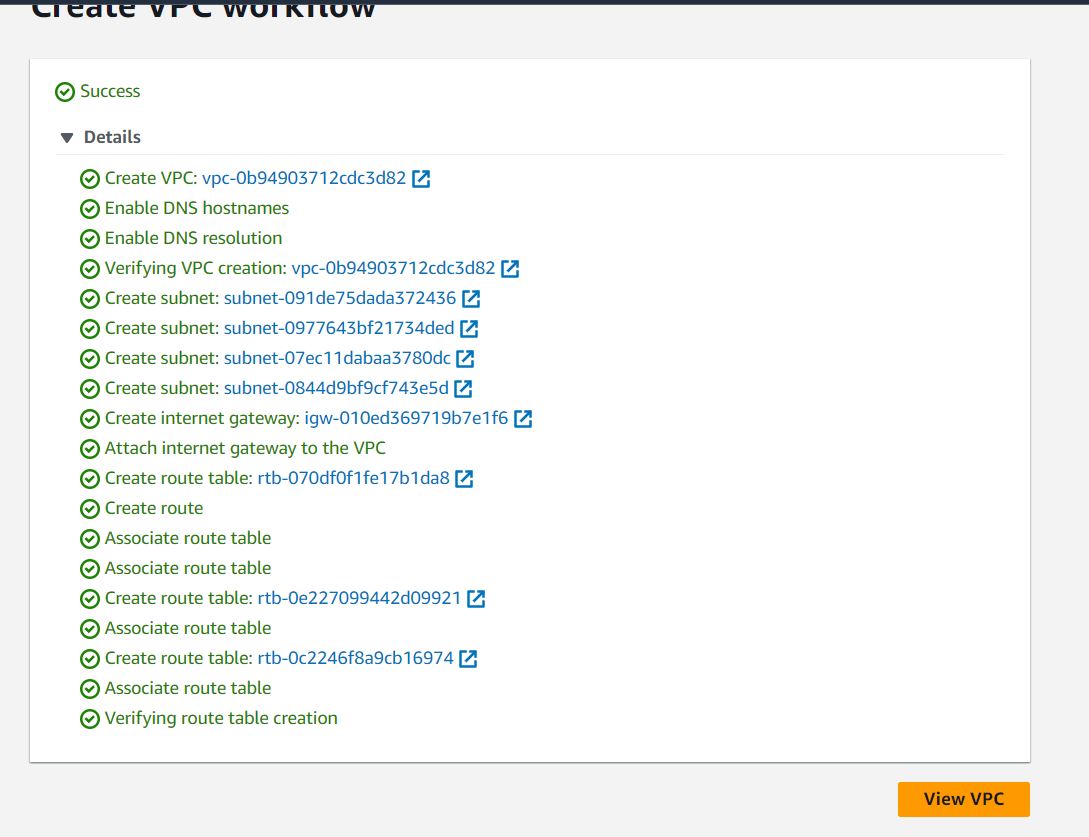 Create VPC workflow
Success
Details
Create VPC: vpc-0b94903712cdc3d82
Enable DNS hostnames
Enable DNS resolution
Verifying VPC creation: vpc-0b94903712cdc3d82
Create subnet: subnet-091de75dada372436
Create subnet: subnet-0977643bf21734ded
Create subnet: subnet-07ec11dabaa3780dc
Create subnet: subnet-0844d9bf9cf743e5d
Create internet gateway: igw-010ed369719b7e1f6
Attach internet gateway to the VPC
Create route table: rtb-070df0f1fe17b1da8
Create route
Associate route table
Associate route table
Create route table: rtb-0e227099442d09921
Associate route table
Create route table: rtb-0c2246f8a9cb16974
Associate route table
Verifying route table creation
View VPC